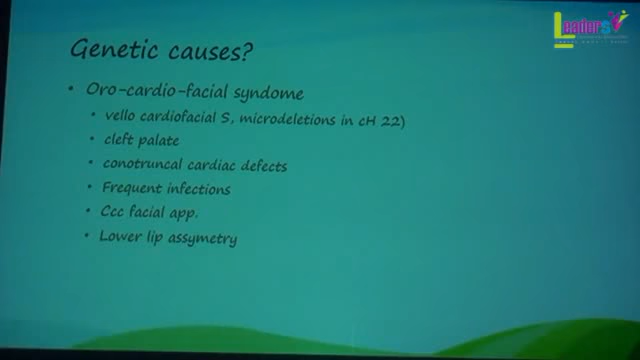 Leaders
Genetic causes?
• Oro-cardio-facial syndome
• vello cardiofacial S, microdeletions in cH 22)
• cleft palate
• conotruncal cardiac defects
• Frequent infections
• Ccc facial app.
• Lower lip assymetry